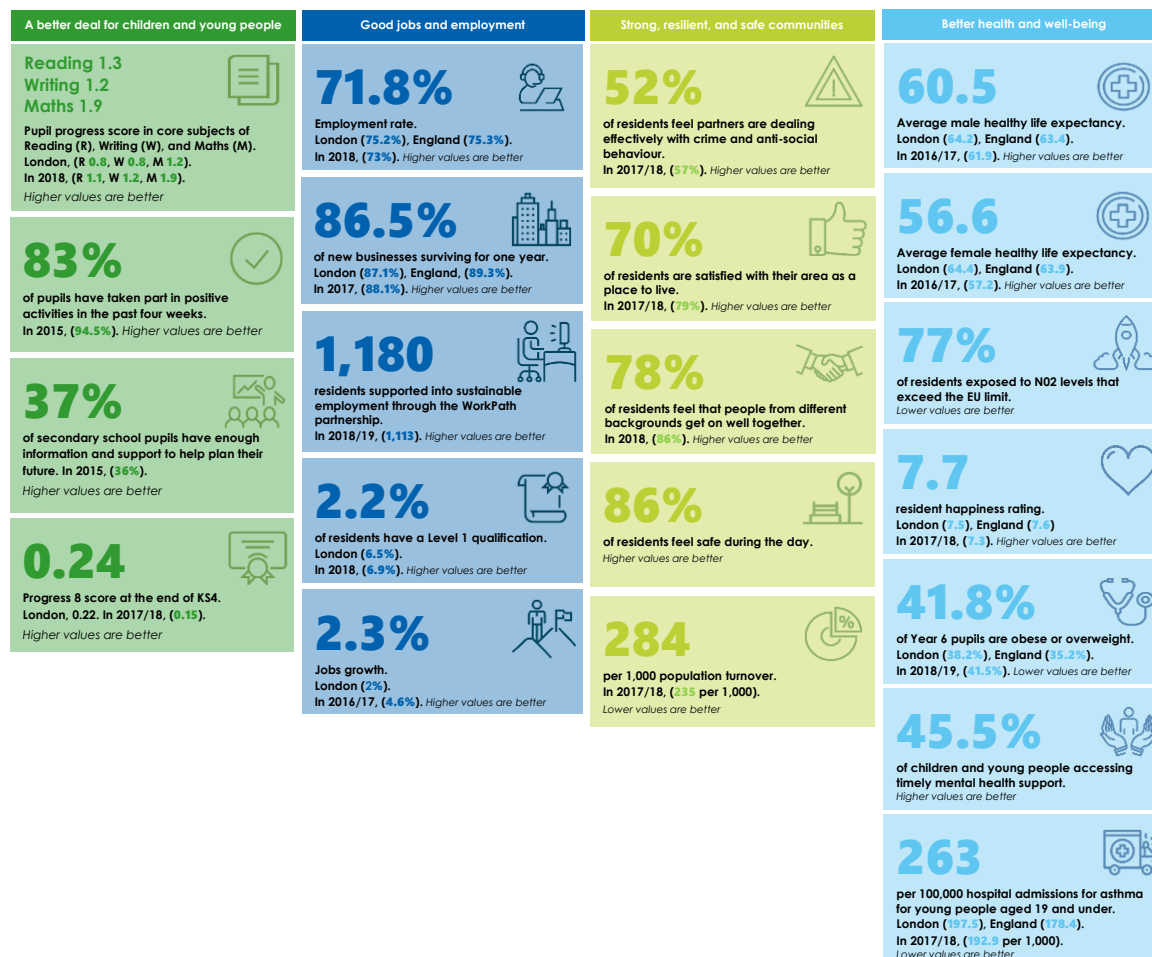 A better deal for children and young people
Reading 1.3
Writing 1.2
Maths 1.9
Pupil progress score in core subjects of
Reading (R), Writing (W), and Maths (M).
London, (R 0.8, W 0.8, M 1.2).
In 2018, (R 1.1, W 1.2, M 1.9).
Higher values are better
83%
of pupils have taken part in positive
activities in the past four weeks.
In 2015, (94.5%). Higher values are better
37%
of secondary school pupils have enough
information and support to help plan their
future. In 2015, (36%).
Higher values are better
0.24
Progress 8 score at the end of KS4.
London, 0.22. In 2017/18, (0.15).
Higher values are better
Good jobs and employment
71.8%
Employment rate.
London (75.2%), England (75.3%).
In 2018, (73%). Higher values are better
86.5%
of new businesses surviving for one year.
London (87.1%), England, (89.3%).
In 2017, (88.1%). Higher values are better
1,180
residents supported into sustainable
employment through the WorkPath
partnership.
In 2018/19, (1,113). Higher values are better
2.2%
of residents have a Level 1 qualification.
London (6.5%).
In 2018, (6.9%). Higher values are better
2.3%
Jobs growth.
London (2%).
In 2016/17, (4.6%). Higher values are better
Strong, resilient, and safe communities
52%
of residents feel partners are dealing
effectively with crime and anti-social
behaviour.
In 2017/18, (57%). Higher values are better
70%
of residents are satisfied with their area as a
place to live.
In 2017/18, (79%). Higher values are better
78%
of residents feel that people from different
backgrounds get on well together.
In 2018, (86%). Higher values are better
86%
of residents feel safe during the day.
Higher values are better
%
284
per 1,000 population turnover.
In 2017/18, (235 per 1,000).
Lower values are better
Better health and well-being
60.5
Average male healthy life expectancy.
London (64.2), England (63.4).
In 2016/17, (61.9). Higher values are better
56.6
Average female healthy life expectancy.
London (64.4), England (63.9).
In 2016/17, (57.2). Higher values are better
77%
of residents exposed to N02 levels that
exceed the EU limit.
Lower values are better
7.7
resident happiness rating.
London (7.5), England (7.6)
In 2017/18, (7.3). Higher values are better
41.8%
of Year 6 pupils are obese or overweight.
London (38.2%), England (35.2%).
In 2018/19, (41.5%). Lower values are better
45.5%
of children and young people accessing
timely mental health support.
Higher values are better
263
per 100,000 hospital admissions for asthma
for young people aged 19 and under.
London (197.5), England (178.4).
In 2017/18, (192.9 per 1,000).
Lower values are better